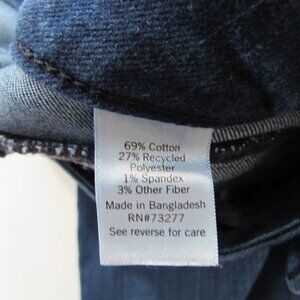 69% Cotton
27% Recycled
Polyester
1% Spandex
3% Other Fiber
Made in Bangladesh
RN#73277
See reverse for care